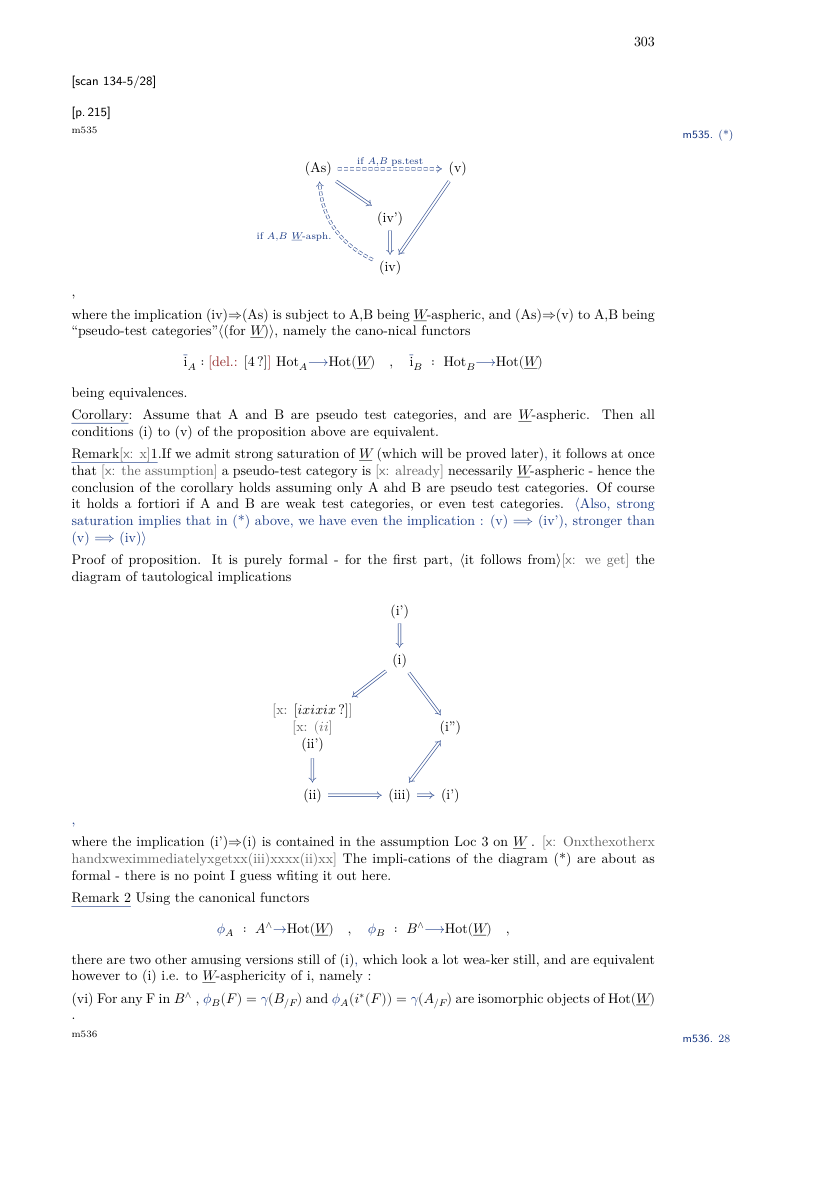 303
[scan 134-5/28]
[p. 215]
m535
m535. (*)
if A,B ps.test
(As) (v)
(iv')
if A,B W-asph.
(iv)
,
where the implication (iv)⇒(As) is subject to A,B being W-aspheric, and (As)⇒(v) to A,B being
“pseudo-test categories”⟨(for W)⟩, namely the cano-nical functors
ī_A : [del.: [4 ?]] Hot_A⟶Hot(W) , ī_B : Hot_B⟶Hot(W)
being equivalences.
Corollary: Assume that A and B are pseudo test categories, and are W-aspheric. Then all
conditions (i) to (v) of the proposition above are equivalent.
Remark[x: x]1.If we admit strong saturation of W (which will be proved later), it follows at once
that [x: the assumption] a pseudo-test category is [x: already] necessarily W-aspheric - hence the
conclusion of the corollary holds assuming only A ahd B are pseudo test categories. Of course
it holds a fortiori if A and B are weak test categories, or even test categories. ⟨Also, strong
saturation implies that in (*) above, we have even the implication : (v) ⟹ (iv'), stronger than
(v) ⟹ (iv)⟩
Proof of proposition. It is purely formal - for the first part, ⟨it follows from⟩[x: we get] the
diagram of tautological implications
(i')
(i)
[x: [ixixix ?]]
[x: (ii]
(i”)
(ii')
(ii) (iii) (i')
,
where the implication (i')⇒(i) is contained in the assumption Loc 3 on W . [x: Onxthexotherx
handxweximmediatelyxgetxx(iii)xxxx(ii)xx] The impli-cations of the diagram (*) are about as
formal - there is no point I guess wfiting it out here.
Remark 2 Using the canonical functors
ϕ_A : A^∧→Hot(W) , ϕ_B : B^∧⟶Hot(W) ,
there are two other amusing versions still of (i), which look a lot wea-ker still, and are equivalent
however to (i) i.e. to W-asphericity of i, namely :
(vi) For any F in B^∧ , ϕ_B(F) = γ(B_/F) and ϕ_A(i*(F)) = γ(A_/F) are isomorphic objects of Hot(W)
.
m536
m536. 28